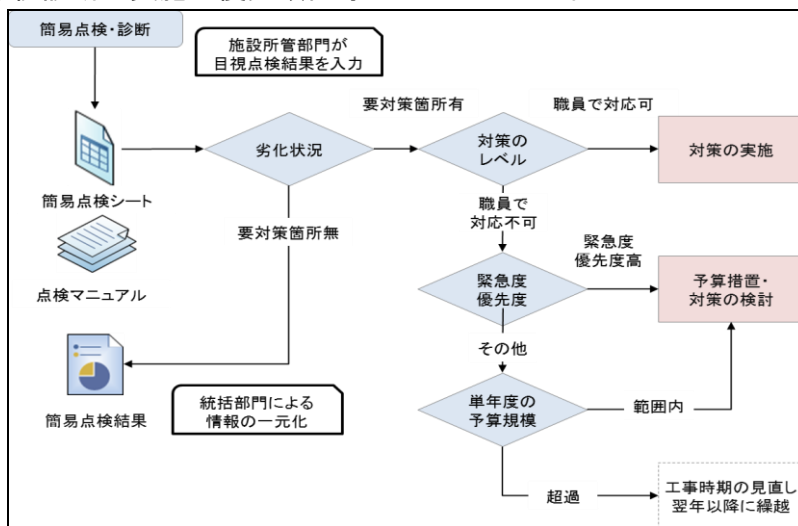 簡易点検・診断
施設所管部門が
目視点検結果を入力
要対策箇所有
職員で対応可
劣化状況
対策の
レベル
対策の実施
簡易点検シート
要対策箇所無
職員で
対応不可
点検マニュアル
緊急度
優先度高
緊急度
優先度
予算措置・
対策の検討
その他
簡易点検結果
統括部門による
情報の一元化
単年度の
予算規模
範囲内
超過
工事時期の見直し
翌年以降に繰越